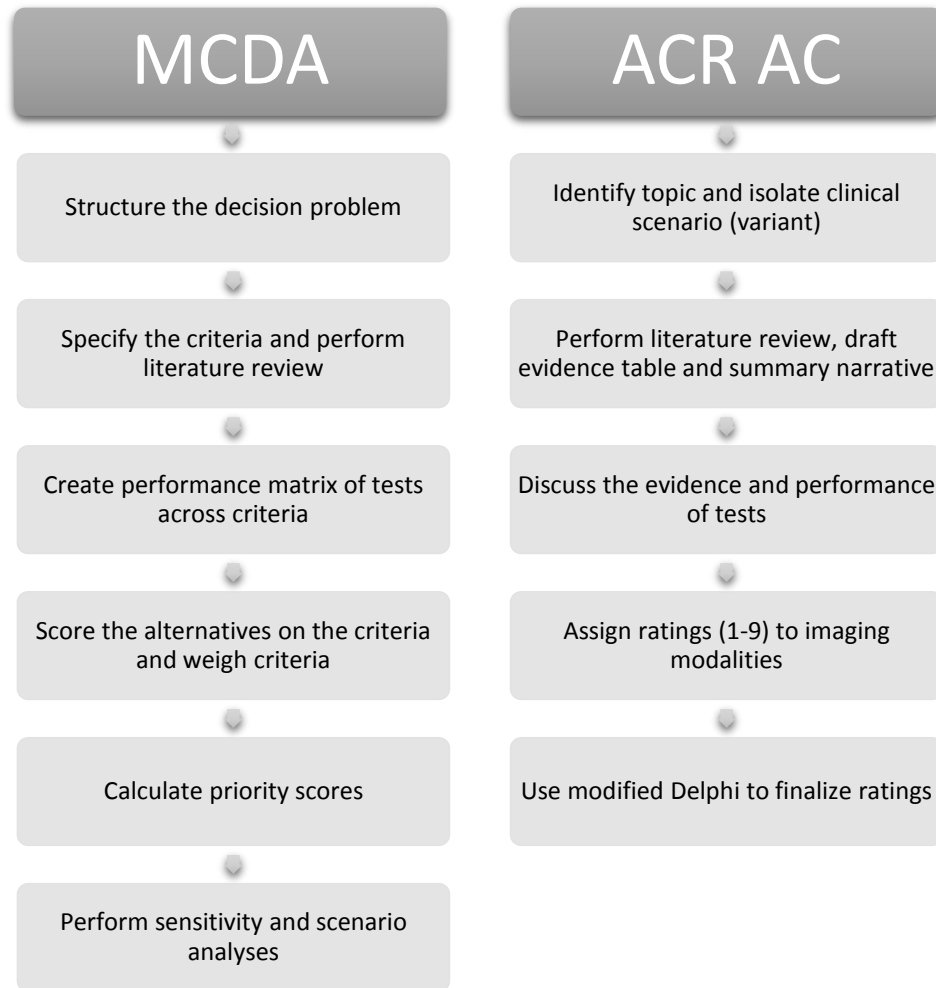 MCDA
Structure the decision problem
Specify the criteria and perform
literature review
Create performance matrix of tests
across criteria
Score the alternatives on the criteria
and weigh criteria
Calculate priority scores
Perform sensitivity and scenario
analyses
ACR AC
Identify topic and isolate clinical
scenario (variant)
Perform literature review, draft
evidence table and summary narrative
Discuss the evidence and performance
of tests
Assign ratings (1-9) to imaging
modalities
Use modified Delphi to finalize ratings